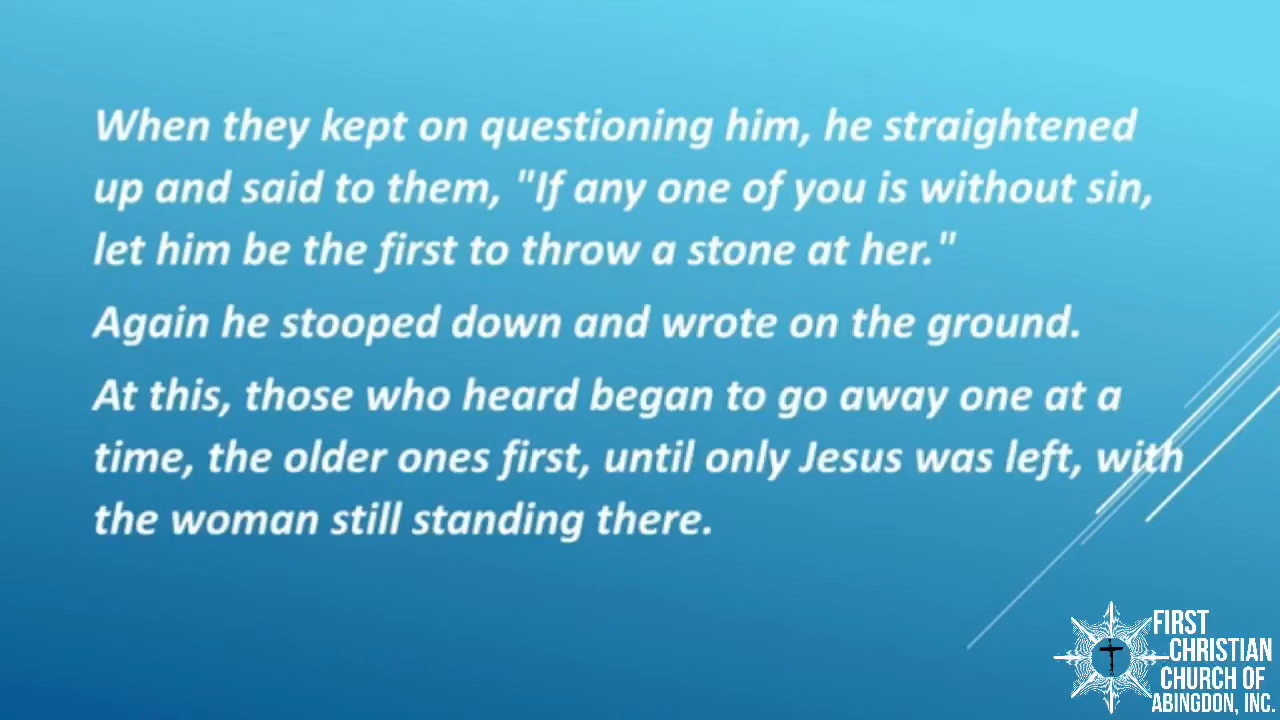 When they kept on questioning him, he straightened
up and said to them, "If any one of you is without sin,
let him be the first to throw a stone at her."
Again he stooped down and wrote on the ground.
At this, those who heard began to go away one at a
time, the older ones first, until only Jesus was left, with
the woman still standing there.
FIRST
CHRISTIAN
CHURCH OF
ABINGDON, INC.